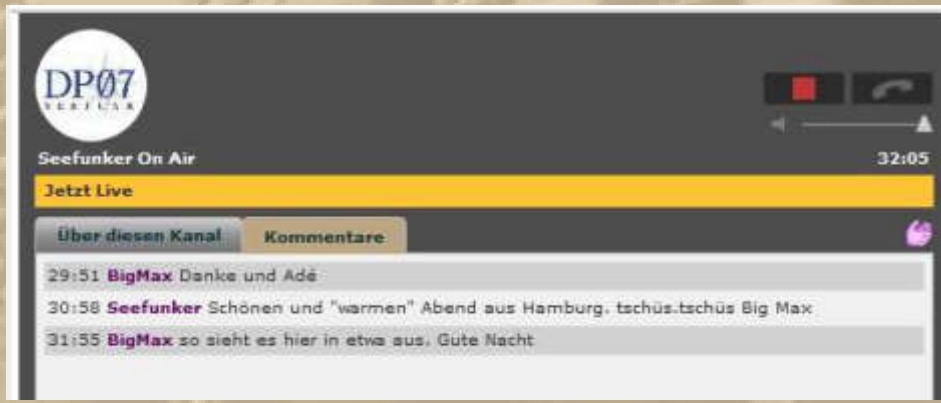 DP07
SEEFUNK
Seefunker On Air
32:05
Jetzt Live
Über diesen Kanal
Kommentare
29:51 BigMax Danke und Adé
30:58 Seefunker Schönen und "warmen" Abend aus Hamburg. tschüs.tschüs Big Max
31:55 BigMax so sieht es hier in etwa aus. Gute Nacht